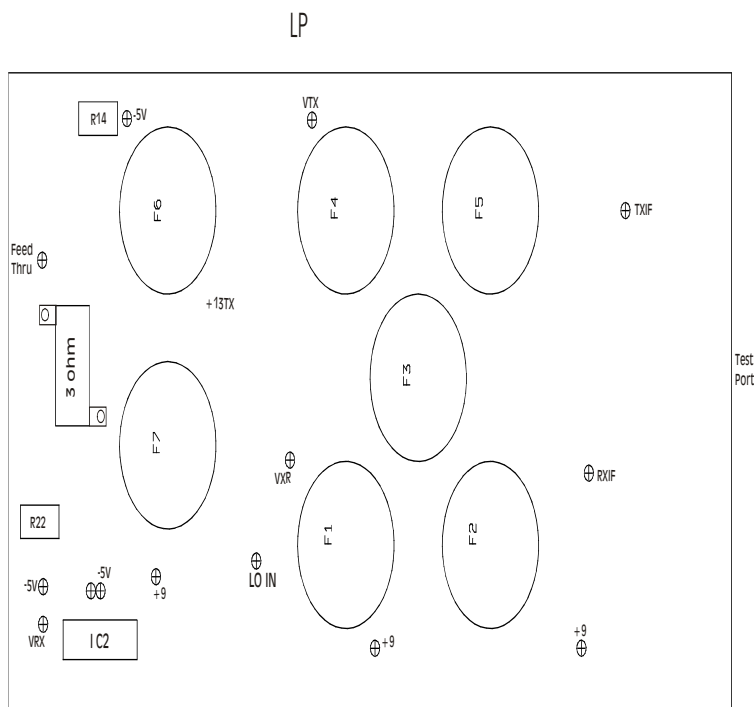 LP
VTX
R14
-5V
F6
F4
F5
TXIF
Feed
Thru
+13TX
3 ohm
F3
Test
Port
F7
VXR
RXIF
R22
F1
F2
-5V
-5V
+9
LO IN
VRX
IC2
+9
+9